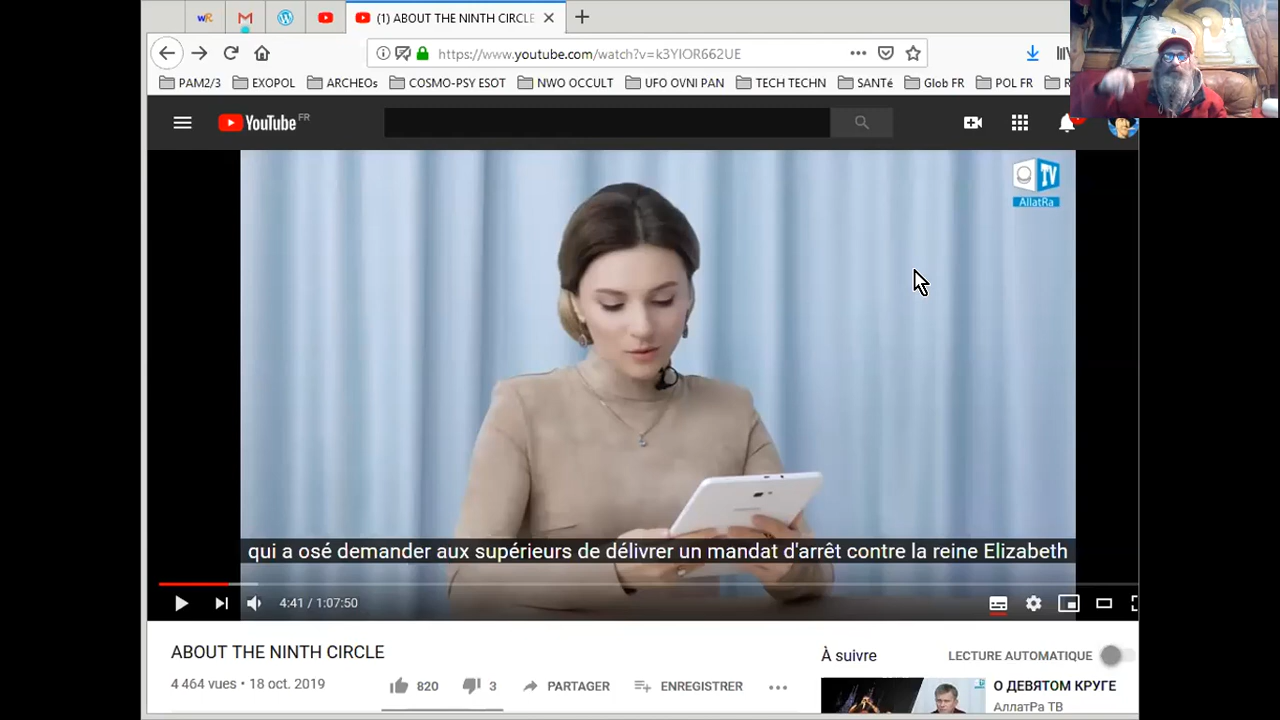 (1) ABOUT THE NINTH CIRCLE
https://www.youtube.com/watch?v=k3YIOR662UE
PAM2/3 EXOPOL ARCHEOs COSMO-PSY ESOT NWO OCCULT UFO OVNI PAN TECH TECHN SANTé Glob FR POL FR
YouTube FR
TV
AllatRa
qui a osé demander aux supérieurs de délivrer un mandat d'arrêt contre la reine Elizabeth
4:41 / 1:07:50
ABOUT THE NINTH CIRCLE
4 464 vues • 18 oct. 2019
820 3 PARTAGER ENREGISTRER
À suivre LECTURE AUTOMATIQUE
О ДЕВЯТОМ КРУГЕ
АллатРа ТВ